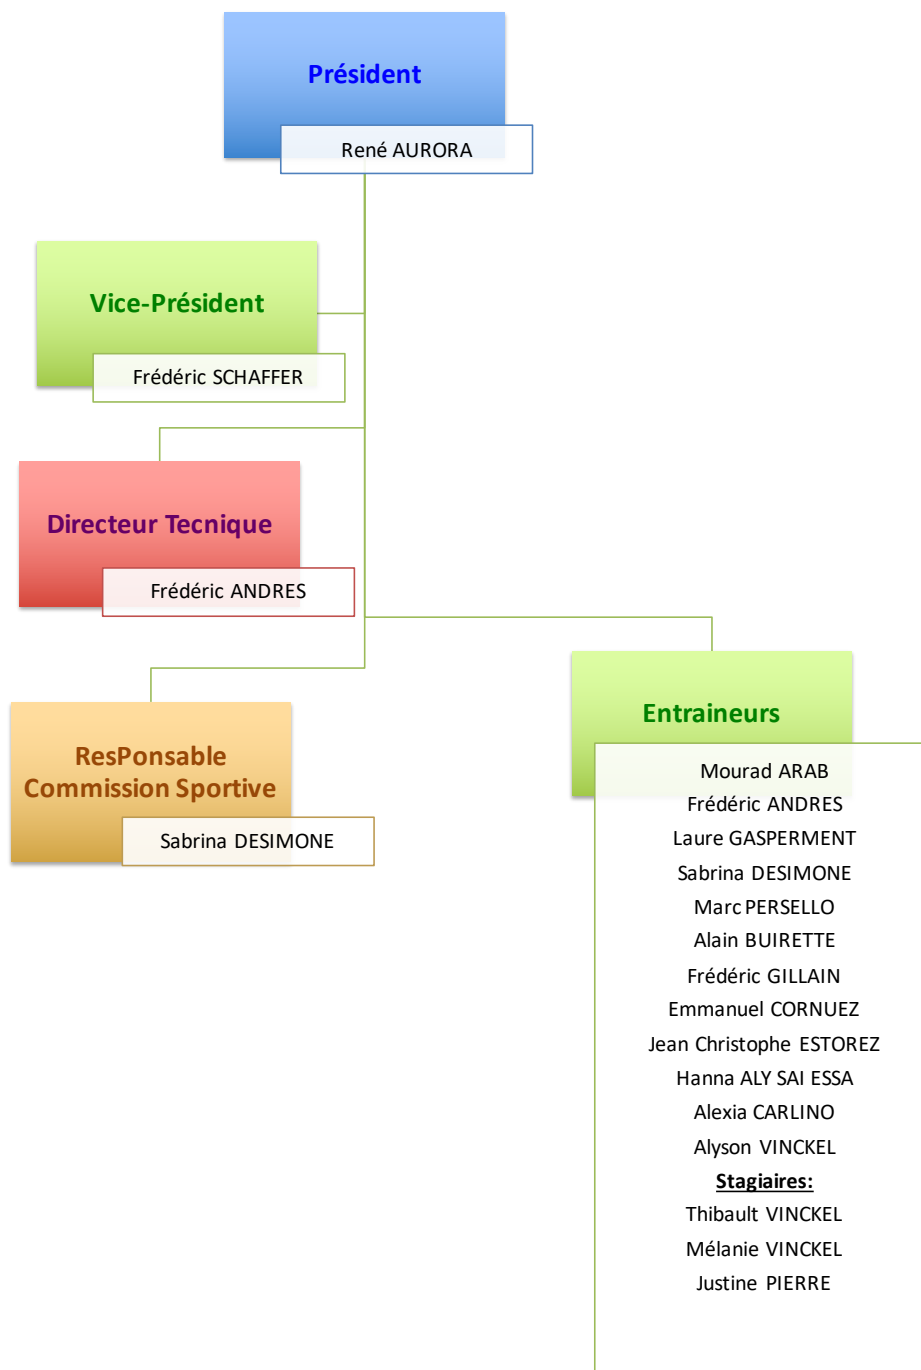 Président
René AURORA
Vice-Président
Frédéric SCHAFFER
Directeur Tecnique
Frédéric ANDRES
ResPonsable
Commission Sportive
Sabrina DESIMONE
Entraineurs
Mourad ARAB
Frédéric ANDRES
Laure GASPERMENT
Sabrina DESIMONE
Marc PERSELLO
Alain BUIRETTE
Frédéric GILLAIN
Emmanuel CORNUEZ
Jean Christophe ESTOREZ
Hanna ALY SAI ESSA
Alexia CARLINO
Alyson VINCKEL
Stagiaires:
Thibault VINCKEL
Mélanie VINCKEL
Justine PIERRE